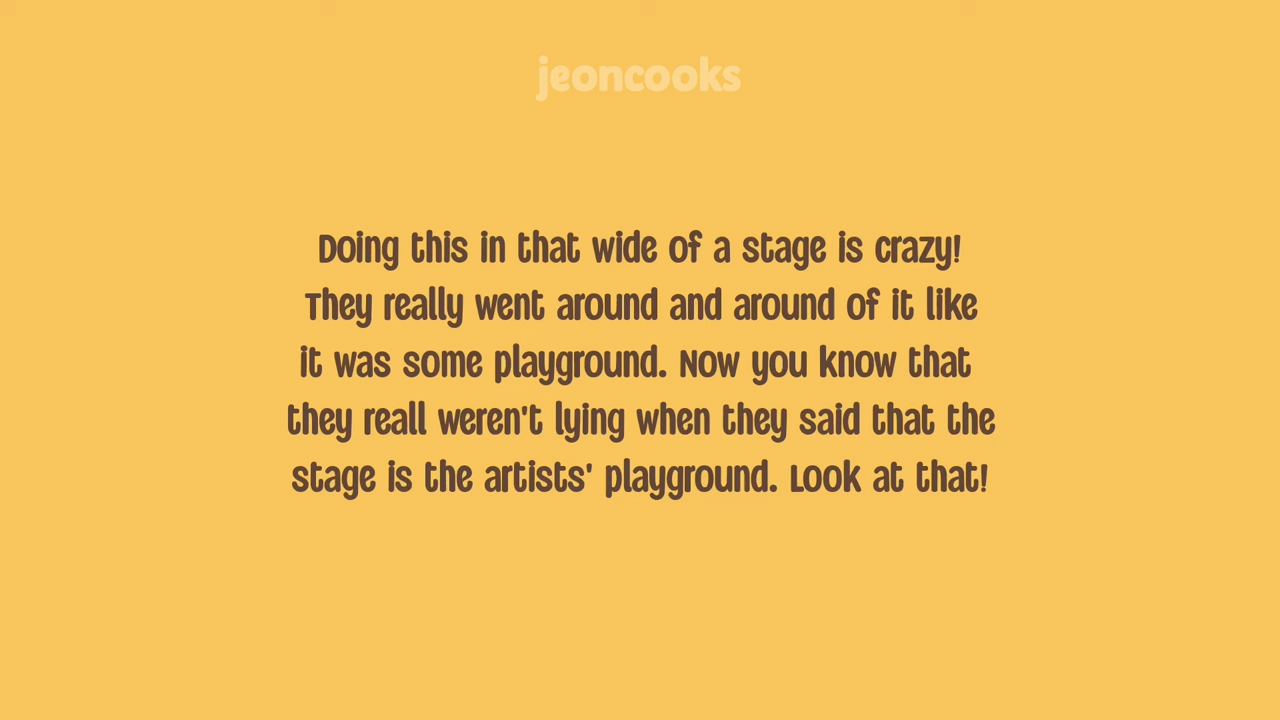 jeoncooks
Doing this in that wide of a stage is crazy!
They really went around and around of it like
it was some playground. Now you know that
they reall weren't lying when they said that the
stage is the artists' playground. Look at that!